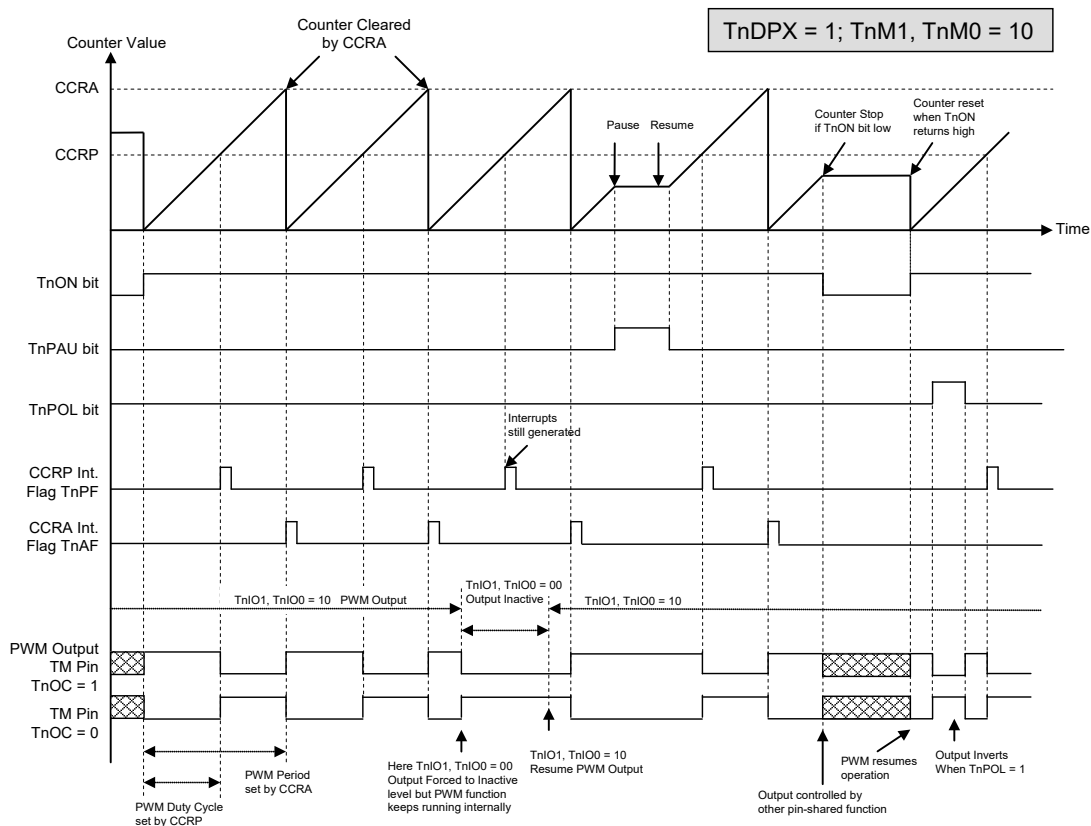 TnDPX = 1; TnM1, TnM0 = 10
Counter Value
Counter Cleared
by CCRA
CCRA
CCRP
Pause
Resume
Counter Stop
if TnON bit low
Counter reset
when TnON
returns high
Time
TnON bit
TnPAU bit
TnPOL bit
Interrupts
still generated
CCRP Int.
Flag TnPF
CCRA Int.
Flag TnAF
TnIO1, TnIO0 = 10 PWM Output
TnIO1, TnIO0 = 00
Output Inactive
TnIO1, TnIO0 = 10
PWM Output
TM Pin
TnOC = 1
TM Pin
TnOC = 0
PWM Duty Cycle
set by CCRP
PWM Period
set by CCRA
Here TnIO1, TnIO0 = 00
Output Forced to Inactive
level but PWM function
keeps running internally
TnIO1, TnIO0 = 10
Resume PWM Output
Output controlled by
other pin-shared function
PWM resumes
operation
Output Inverts
When TnPOL = 1